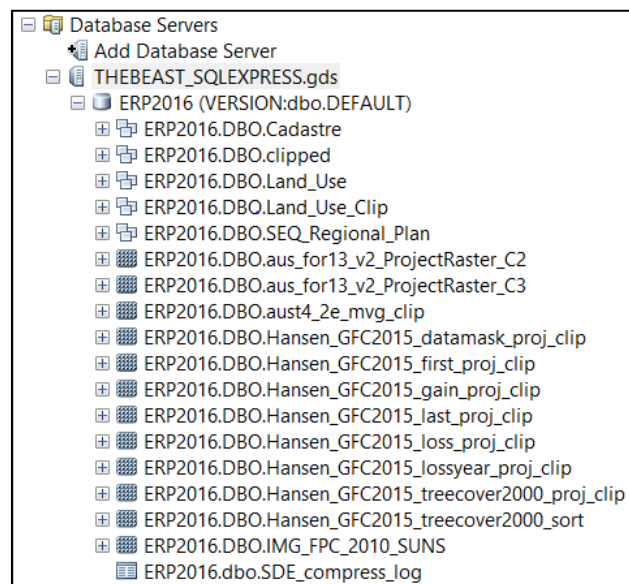 Database Servers
Add Database Server
THEBEAST_SQLEXPRESS.gds
ERP2016 (VERSION:dbo.DEFAULT)
ERP2016.DBO.Cadastre
ERP2016.DBO.clipped
ERP2016.DBO.Land_Use
ERP2016.DBO.Land_Use_Clip
ERP2016.DBO.SEQ_Regional_Plan
ERP2016.DBO.aus_for13_v2_ProjectRaster_C2
ERP2016.DBO.aus_for13_v2_ProjectRaster_C3
ERP2016.DBO.aust4_2e_mvg_clip
ERP2016.DBO.Hansen_GFC2015_datamask_proj_clip
ERP2016.DBO.Hansen_GFC2015_first_proj_clip
ERP2016.DBO.Hansen_GFC2015_gain_proj_clip
ERP2016.DBO.Hansen_GFC2015_last_proj_clip
ERP2016.DBO.Hansen_GFC2015_loss_proj_clip
ERP2016.DBO.Hansen_GFC2015_lossyear_proj_clip
ERP2016.DBO.Hansen_GFC2015_treecover2000_proj_clip
ERP2016.DBO.Hansen_GFC2015_treecover2000_sort
ERP2016.DBO.IMG_FPC_2010_SUNS
ERP2016.dbo.SDE_compress_log